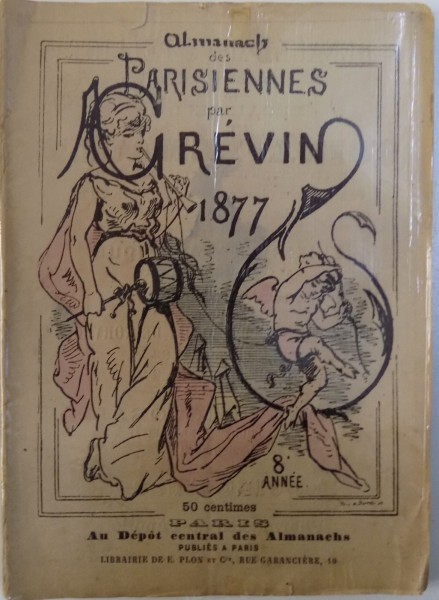 Almanach
des
PARISIENNES
par
A GRÉVIN
1877
8e
ANNÉE.
50 centimes
PARIS
Au Dépôt central des Almanachs
PUBLIÉS A PARIS
LIBRAIRIE DE E. PLON et Cie, RUE GARANCIÈRE, 10